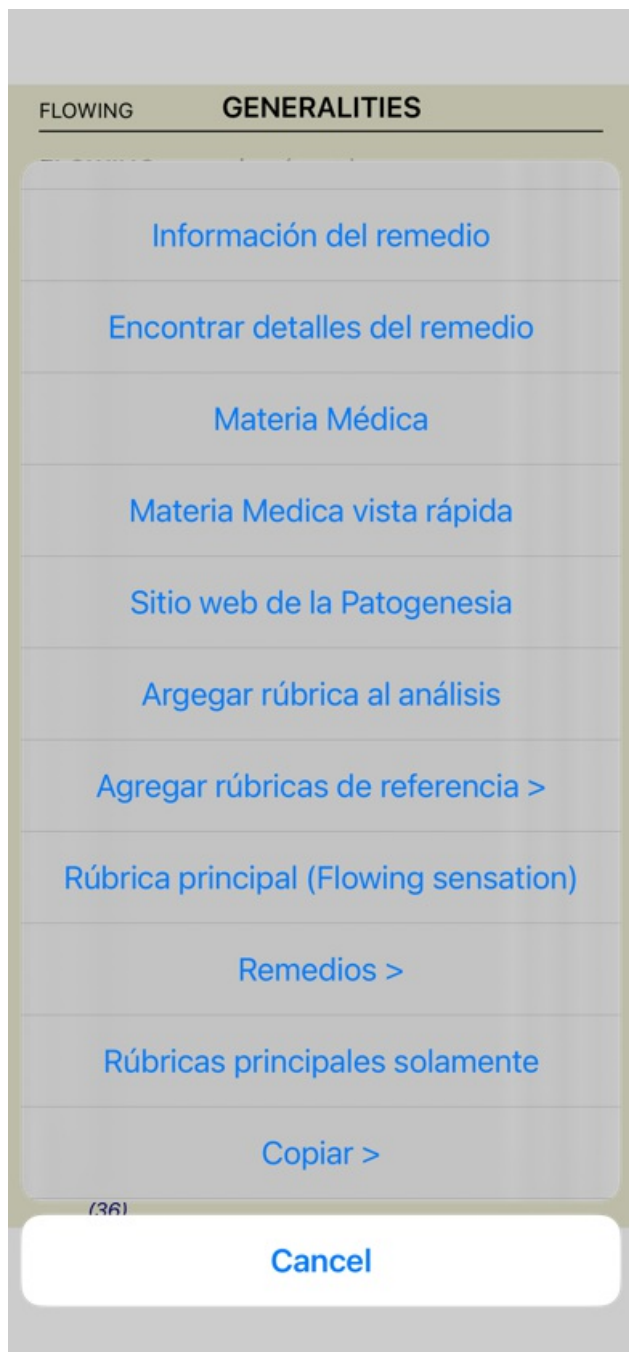 FLOWING GENERALITIES
Información del remedio
Encontrar detalles del remedio
Materia Médica
Materia Medica vista rápida
Sitio web de la Patogenesia
Argegar rúbrica al análisis
Agregar rúbricas de referencia >
Rúbrica principal (Flowing sensation)
Remedios >
Rúbricas principales solamente
Copiar >
(36)
Cancel